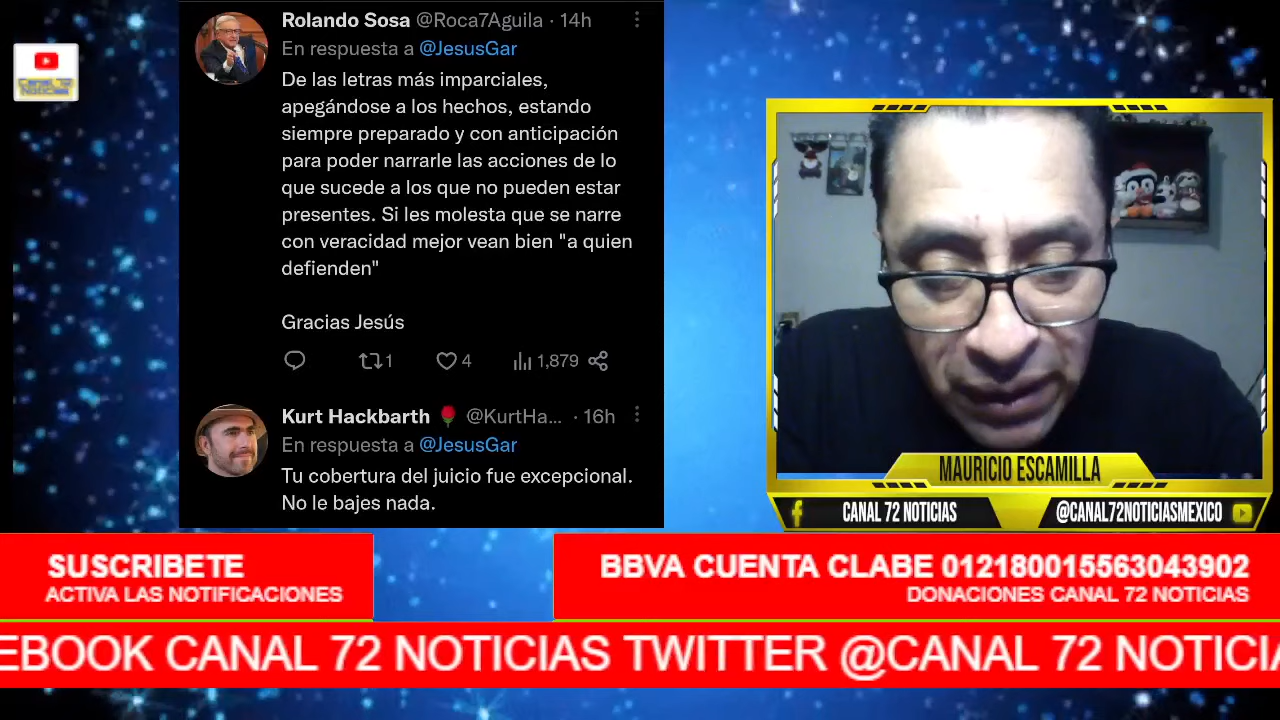 Canal 72
Noticias
Rolando Sosa @Roca7Aguila · 14h
En respuesta a @JesusGar
De las letras más imparciales,
apegándose a los hechos, estando
siempre preparado y con anticipación
para poder narrarle las acciones de lo
que sucede a los que no pueden estar
presentes. Si les molesta que se narre
con veracidad mejor vean bien "a quien
defienden"
Gracias Jesús
1 4 1,879
Kurt Hackbarth 🌹 @KurtHa... · 16h
En respuesta a @JesusGar
Tu cobertura del juicio fue excepcional.
No le bajes nada.
MAURICIO ESCAMILLA
CANAL 72 NOTICIAS @CANAL72NOTICIASMEXICO
SUSCRIBETE
ACTIVA LAS NOTIFICACIONES
BBVA CUENTA CLABE 012180015563043902
DONACIONES CANAL 72 NOTICIAS
EBOOK CANAL 72 NOTICIAS TWITTER @CANAL 72 NOTICIA